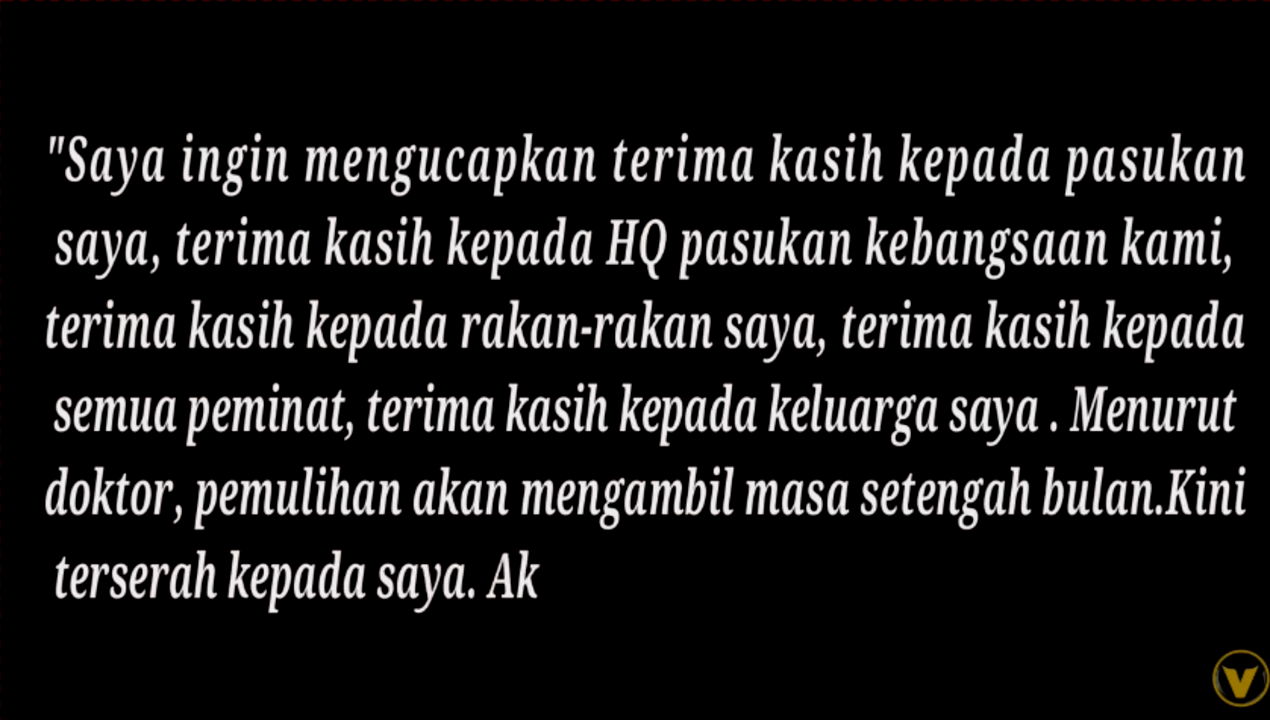 "Saya ingin mengucapkan terima kasih kepada pasukan
saya, terima kasih kepada HQ pasukan kebangsaan kami,
terima kasih kepada rakan-rakan saya, terima kasih kepada
semua peminat, terima kasih kepada keluarga saya . Menurut
doktor, pemulihan akan mengambil masa setengah bulan.Kini
terserah kepada saya. Ak
V